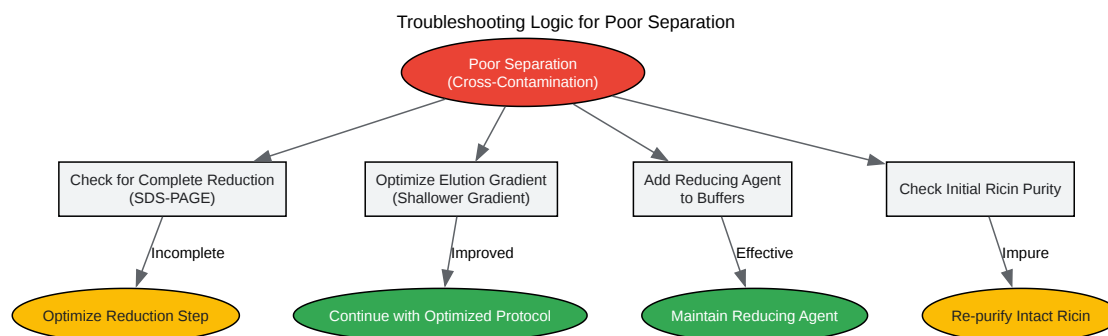 Troubleshooting Logic for Poor Separation
Poor Separation
(Cross-Contamination)
Check for Complete Reduction
(SDS-PAGE)
Optimize Elution Gradient
(Shallower Gradient)
Add Reducing Agent
to Buffers
Check Initial Ricin Purity
Incomplete
Improved
Effective
Impure
Optimize Reduction Step
Continue with Optimized Protocol
Maintain Reducing Agent
Re-purify Intact Ricin